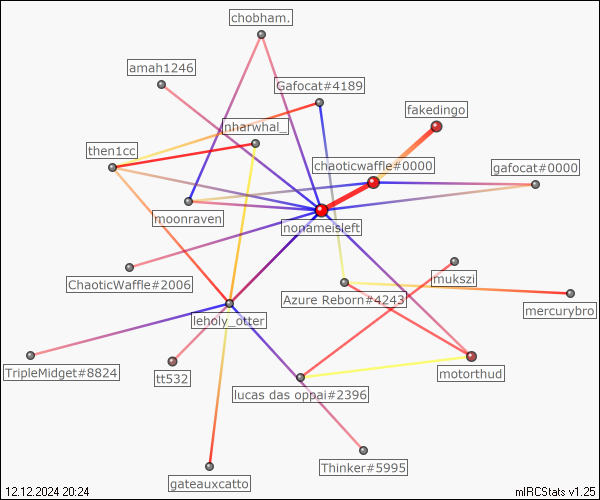 chobham.
amah1246
Gafocat#4189
fakedingo
nharwhal_
then1cc
chaoticwaffle#0000
gafocat#0000
moonraven
nonameisleft
ChaoticWaffle#2006
mukszi
Azure Reborn#4243
mercurybro
leholy_otter
TripleMidget#8824
tt532
motorthud
lucas das oppai#2396
Thinker#5995
gateauxcatto
12.12.2024 20:24
mIRCStats v1.25